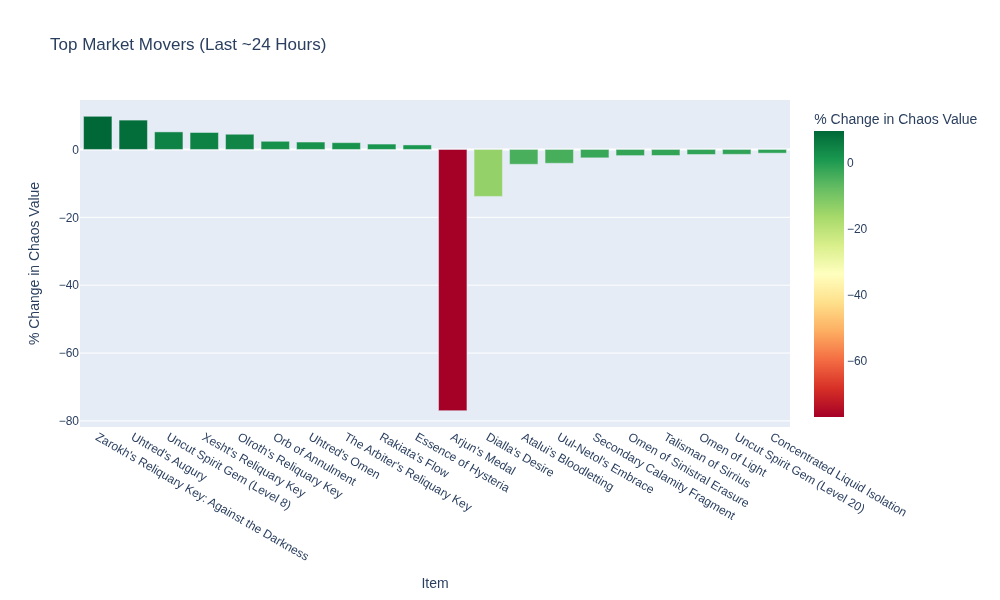 Top Market Movers (Last ~24 Hours)
% Change in Chaos Value
0
−20
−40
−60
−80
% Change in Chaos Value
0
−20
−40
−60
Zarokh's Reliquary Key: Against the Darkness
Uhtred's Augury
Uncut Spirit Gem (Level 8)
Xesht's Reliquary Key
Olroth's Reliquary Key
Orb of Annulment
Uhtred's Omen
The Arbiter's Reliquary Key
Rakiata's Flow
Essence of Hysteria
Arjun's Medal
Dialla's Desire
Atalui's Bloodletting
Uul-Netol's Embrace
Secondary Calamity Fragment
Omen of Sinistral Erasure
Talisman of Sirius
Omen of Light
Uncut Spirit Gem (Level 20)
Concentrated Liquid Isolation
Item